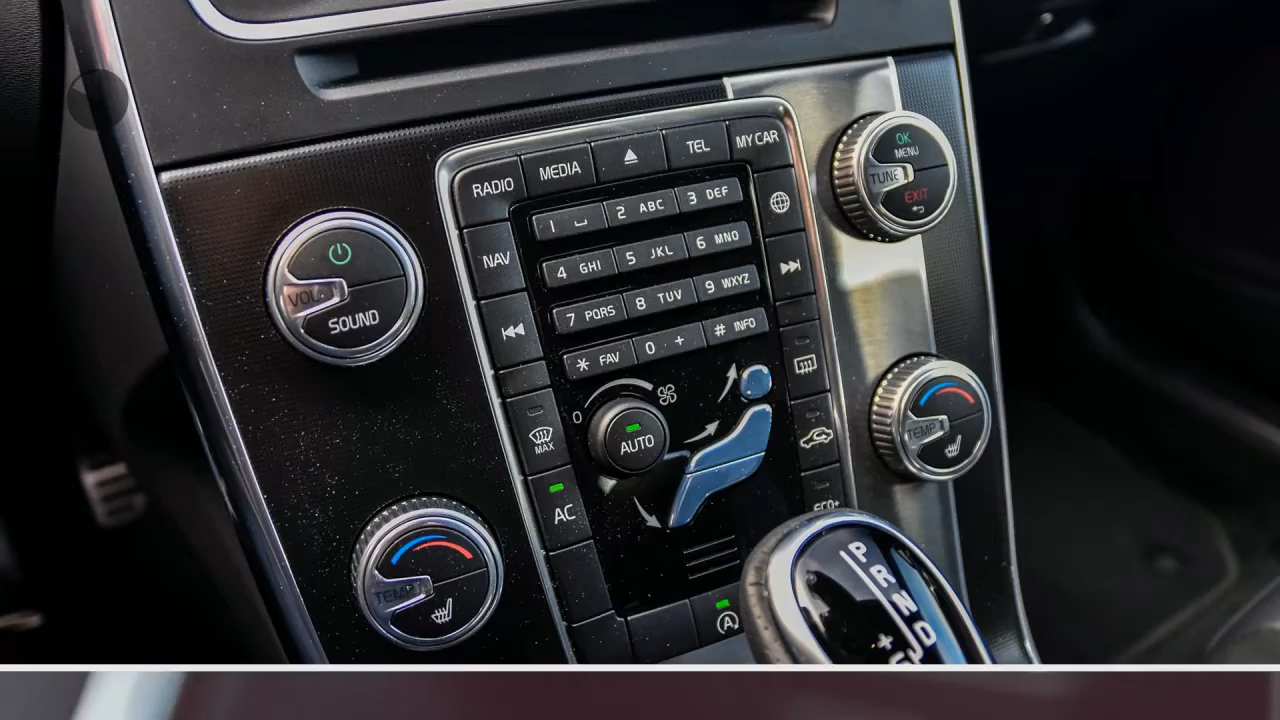 RADIO MEDIA TEL MY CAR
OK
MENU
TUNE
EXIT
1 2 ABC 3 DEF
NAV 4 GHI 5 JKL 6 MNO
VOL
SOUND
7 PQRS 8 TUV 9 WXYZ
* FAV 0 + # INFO
0
AUTO
MAX
TEMP
AC
ECO+
TEMP
A
P
R
N
D
+